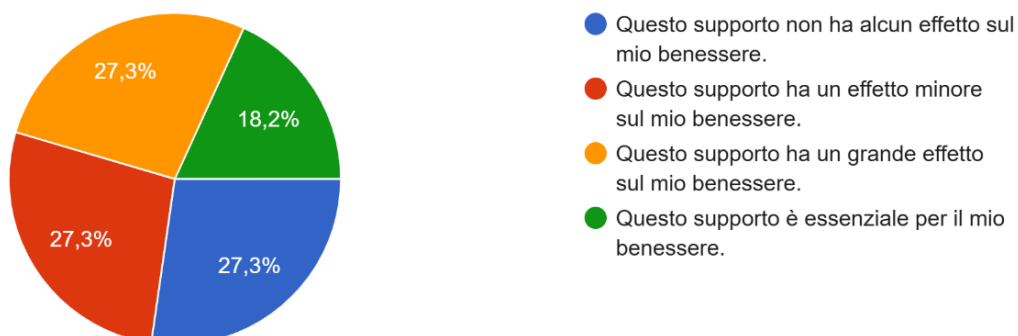 27,3%
18,2%
27,3%
27,3%
Questo supporto non ha alcun effetto sul
mio benessere.
Questo supporto ha un effetto minore
sul mio benessere.
Questo supporto ha un grande effetto
sul mio benessere.
Questo supporto è essenziale per il mio
benessere.